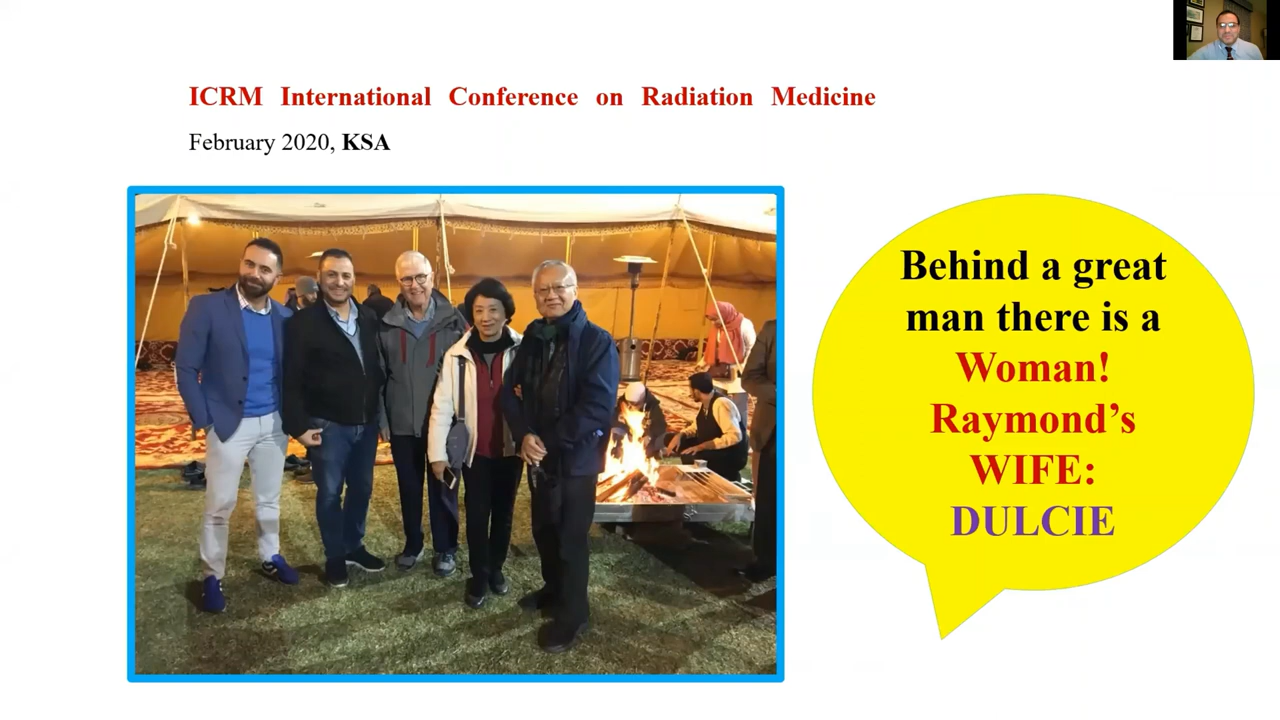 ICRM International Conference on Radiation Medicine
February 2020, KSA
Behind a great
man there is a
Woman!
Raymond’s
WIFE:
DULCIE